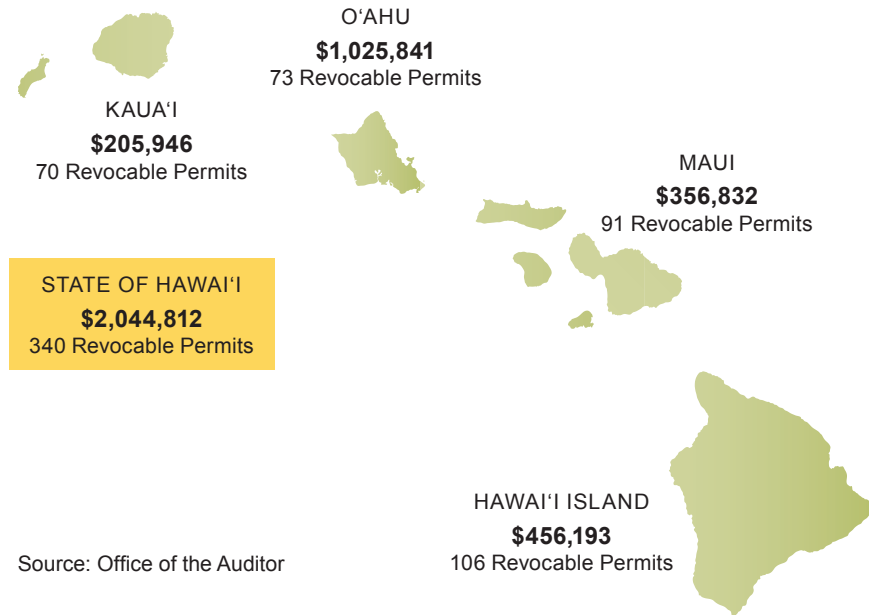 O‘AHU
$1,025,841
73 Revocable Permits
KAUA‘I
$205,946
70 Revocable Permits
MAUI
$356,832
91 Revocable Permits
STATE OF HAWAI‘I
$2,044,812
340 Revocable Permits
HAWAI‘I ISLAND
$456,193
106 Revocable Permits
Source: Office of the Auditor